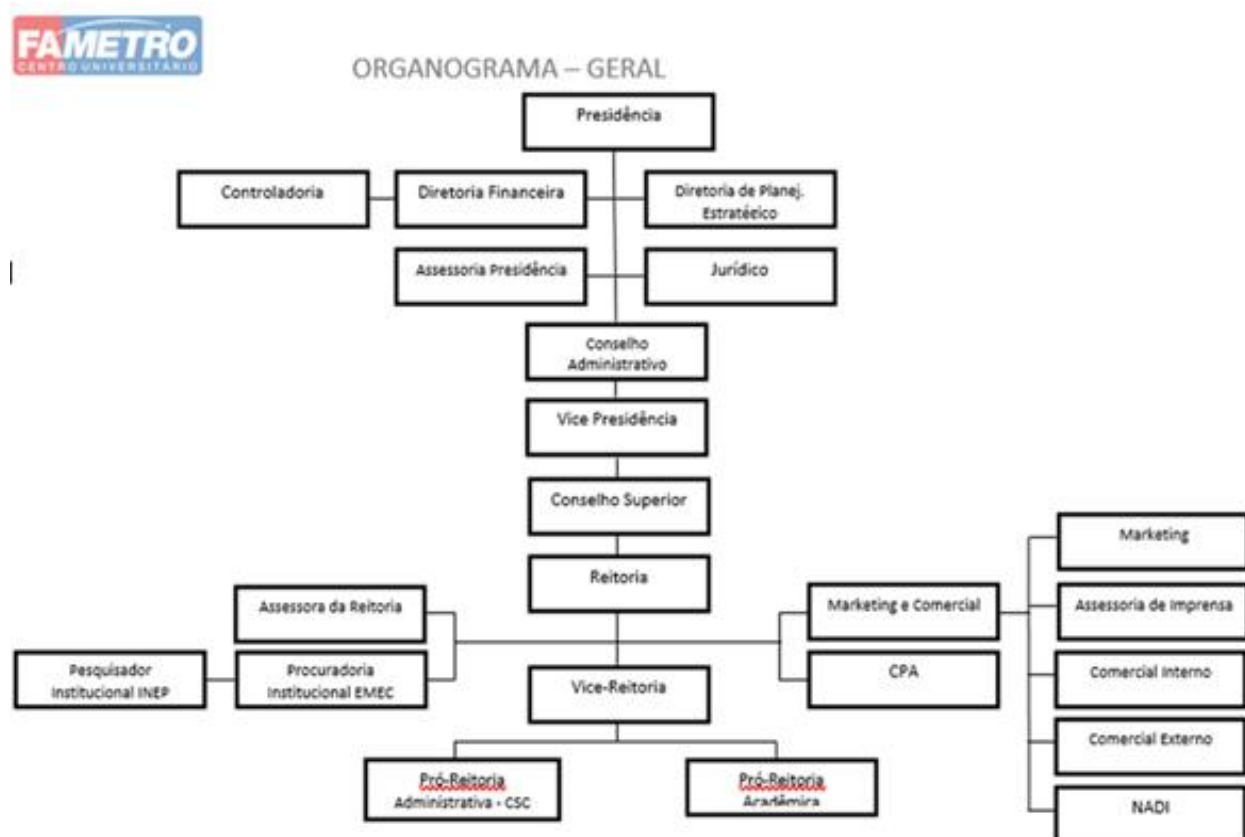 FAMETRO
CENTRO UNIVERSITÁRIO
ORGANOGRAMA – GERAL
Presidência
Controladoria
Diretoria Financeira
Diretoria de Planej.
Estratéeico
Assessoria Presidência
Jurídico
Conselho
Administrativo
Vice Presidência
Conselho Superior
Reitoria
Assessora da Reitoria
Marketing e Comercial
Marketing
Assessoria de Imprensa
Pesquisador
Institucional INEP
Procuradoria
Institucional EMEC
Vice-Reitoria
CPA
Comercial Interno
Comercial Externo
NADI
Pró-Reitoria
Administrativa - CSC
Pró-Reitoria
Acadêmica